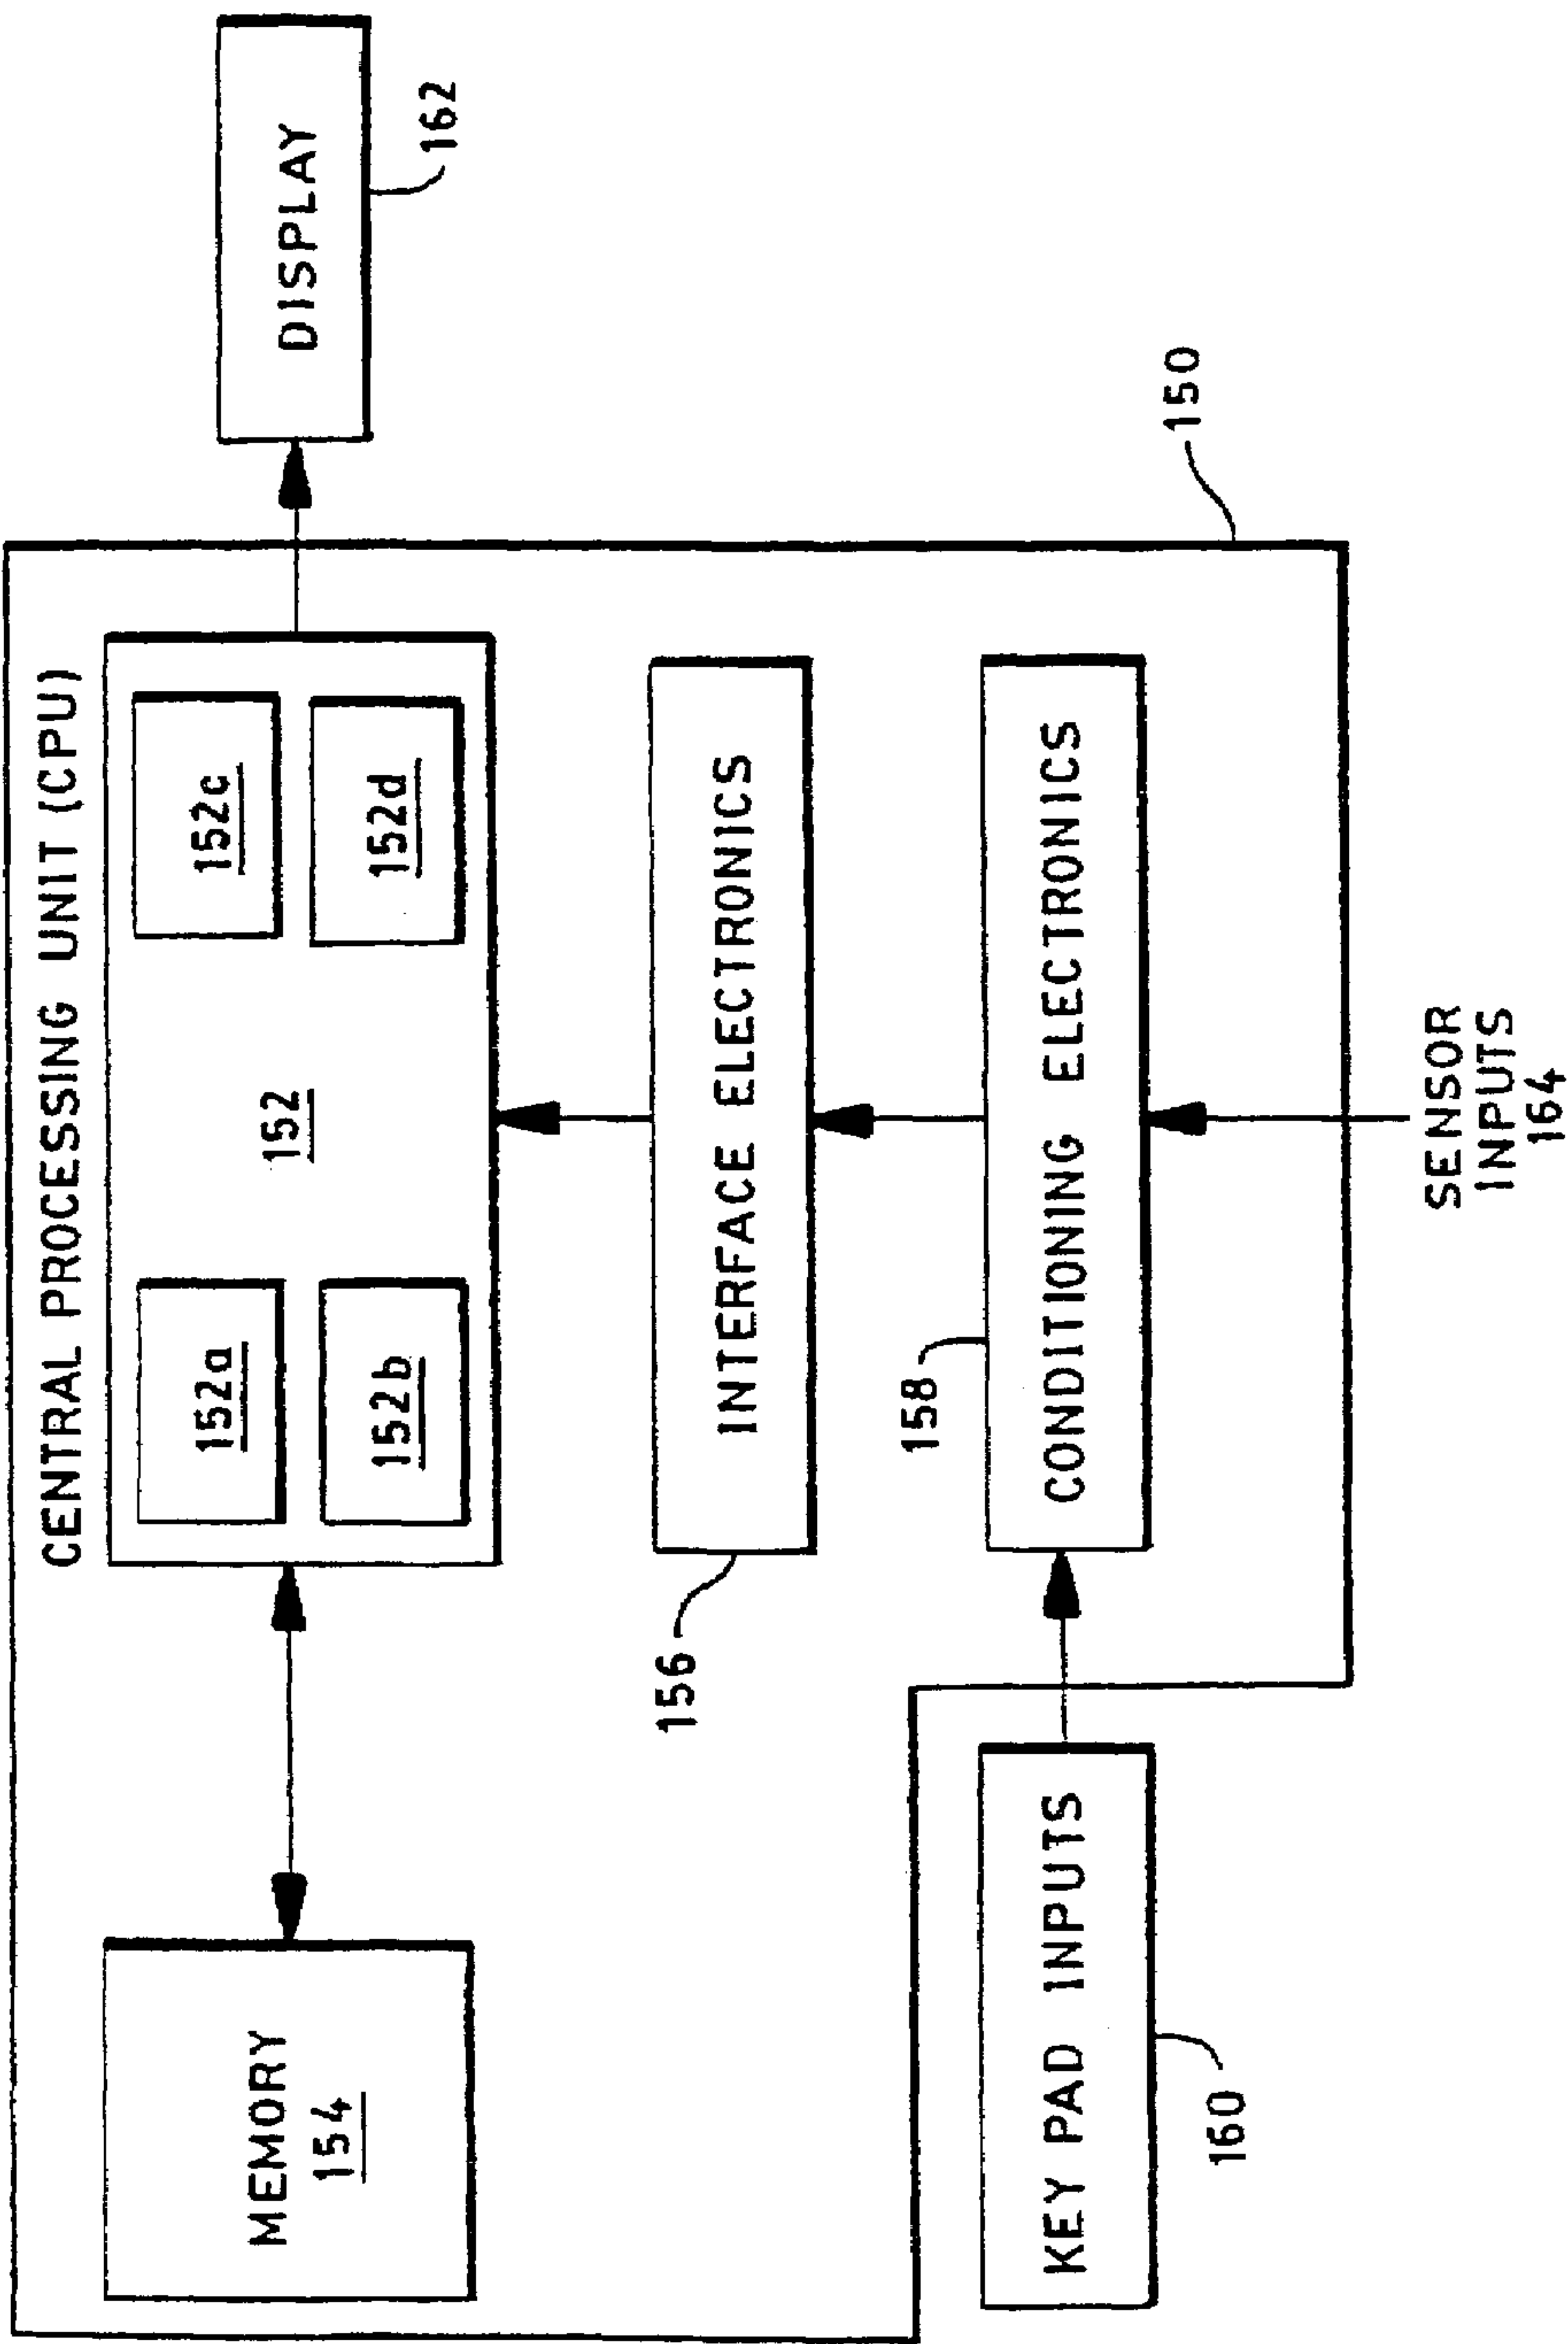 CENTRAL PROCESSING UNIT (CPU)
MEMORY
154
152a
152b
152
152c
152d
DISPLAY
162
156
INTERFACE ELECTRONICS
158
CONDITIONING ELECTRONICS
150
KEY PAD INPUTS
160
SENSOR
INPUTS
164